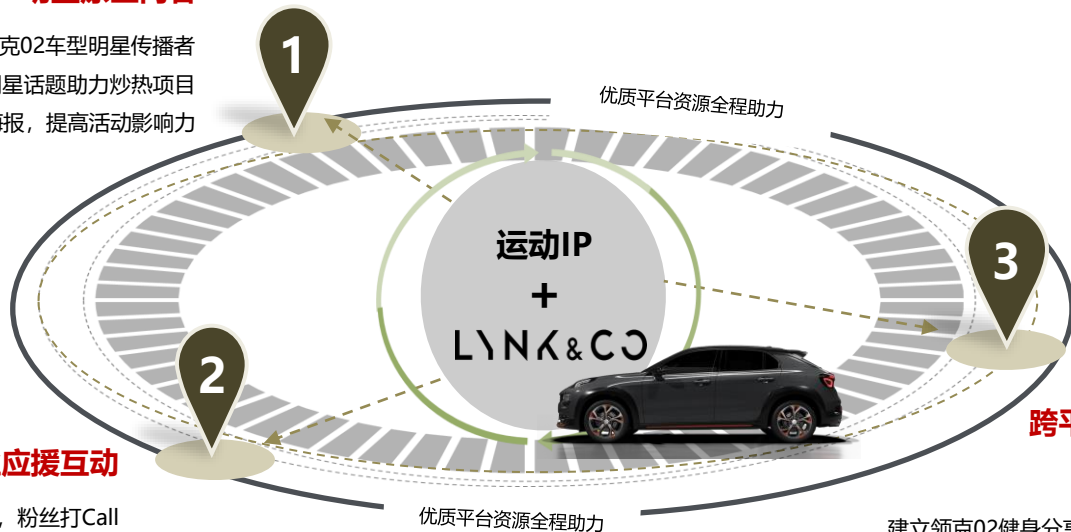 克02车型明星传播者
星话题助力炒热项目
海报，提高活动影响力
1
优质平台资源全程助力
3
运动IP
+
LYNK&CO
2
跨平
应援互动
，粉丝打Call
优质平台资源全程助力
建立领克02健身分享